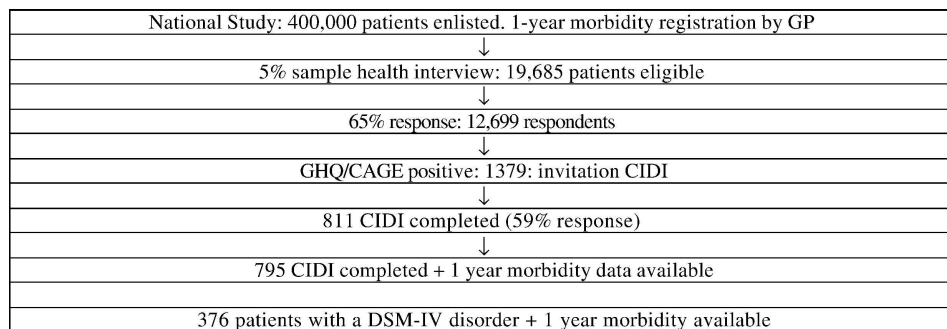 National Study: 400,000 patients enlisted. 1-year morbidity registration by GP
↓
5% sample health interview: 19,685 patients eligible
↓
65% response: 12,699 respondents
↓
GHQ/CAGE positive: 1379: invitation CIDI
↓
811 CIDI completed (59% response)
↓
795 CIDI completed + 1 year morbidity data available
376 patients with a DSM-IV disorder + 1 year morbidity available